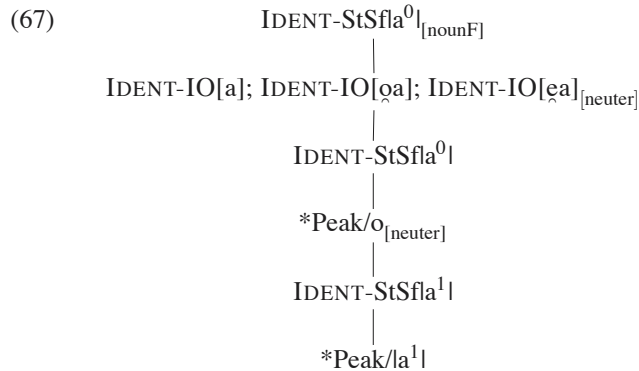 (67) IDENT-StSf|a⁰|[nounF]
IDENT-IO[a]; IDENT-IO[o̯a]; IDENT-IO[e̯a][neuter]
IDENT-StSf|a⁰|
*Peak/o[neuter]
IDENT-StSf|a¹|
*Peak/|a¹|